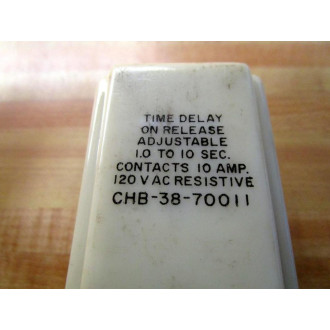 TIME DELAY
ON RELEASE
ADJUSTABLE
1.0 TO 10 SEC.
CONTACTS 10 AMP.
120 VAC RESISTIVE
CHB-38-70011